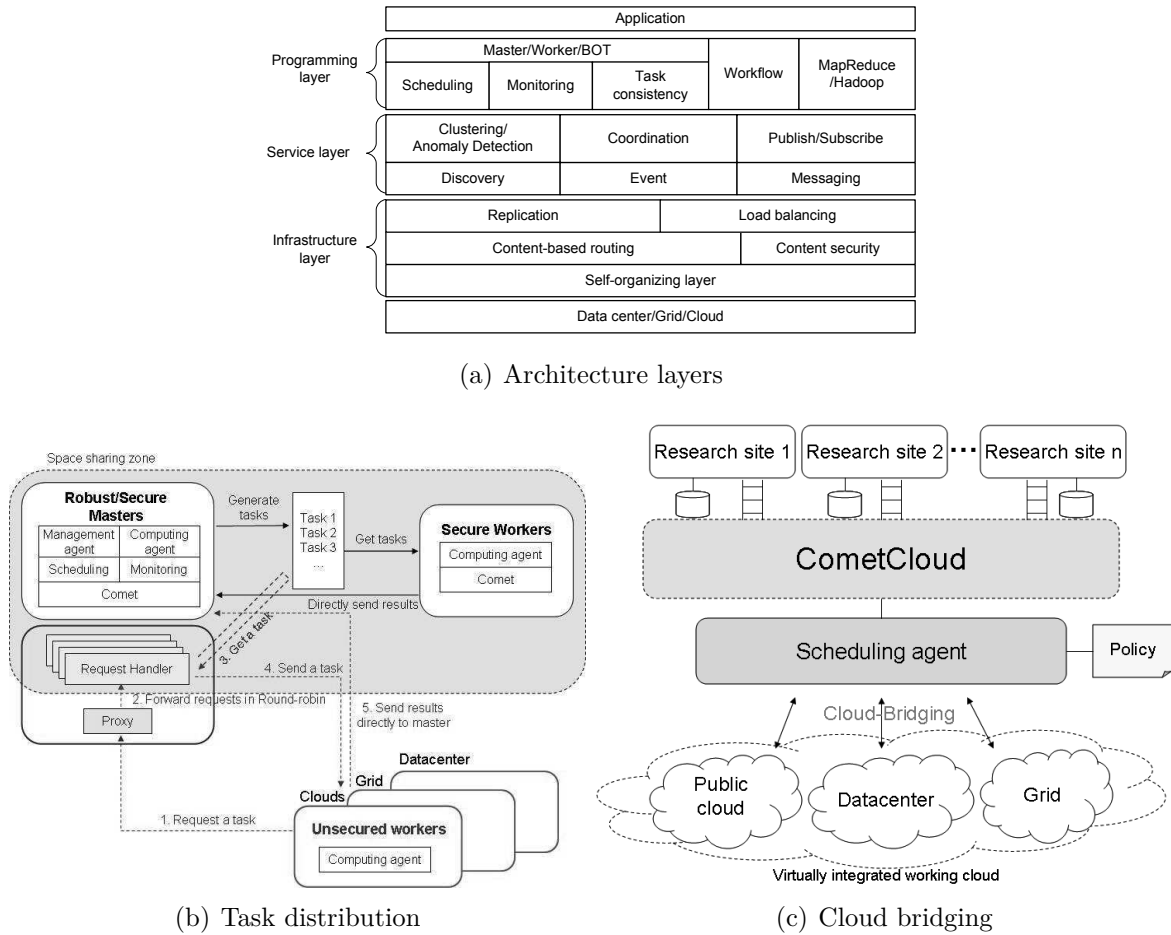 Application
Programming
layer
Master/Worker/BOT
Scheduling
Monitoring
Task
consistency
Workflow
MapReduce
/Hadoop
Service layer
Clustering/
Anomaly Detection
Coordination
Publish/Subscribe
Discovery
Event
Messaging
Infrastructure
layer
Replication
Load balancing
Content-based routing
Content security
Self-organizing layer
Data center/Grid/Cloud
(a) Architecture layers
Space sharing zone
Robust/Secure
Masters
Management
agent
Computing
agent
Scheduling
Monitoring
Comet
Generate
tasks
Task 1
Task 2
Task 3
...
Get tasks
Secure Workers
Computing agent
Comet
Directly send results
3. Get a task
Request Handler
4. Send a task
2. Forward requests in Round-robin
Proxy
5. Send results
directly to master
1. Request a task
Datacenter
Grid
Clouds
Unsecured workers
Computing agent
(b) Task distribution
Research site 1
Research site 2
...
Research site n
CometCloud
Scheduling agent
Policy
Cloud-Bridging
Public
cloud
Datacenter
Grid
Virtually integrated working cloud
(c) Cloud bridging